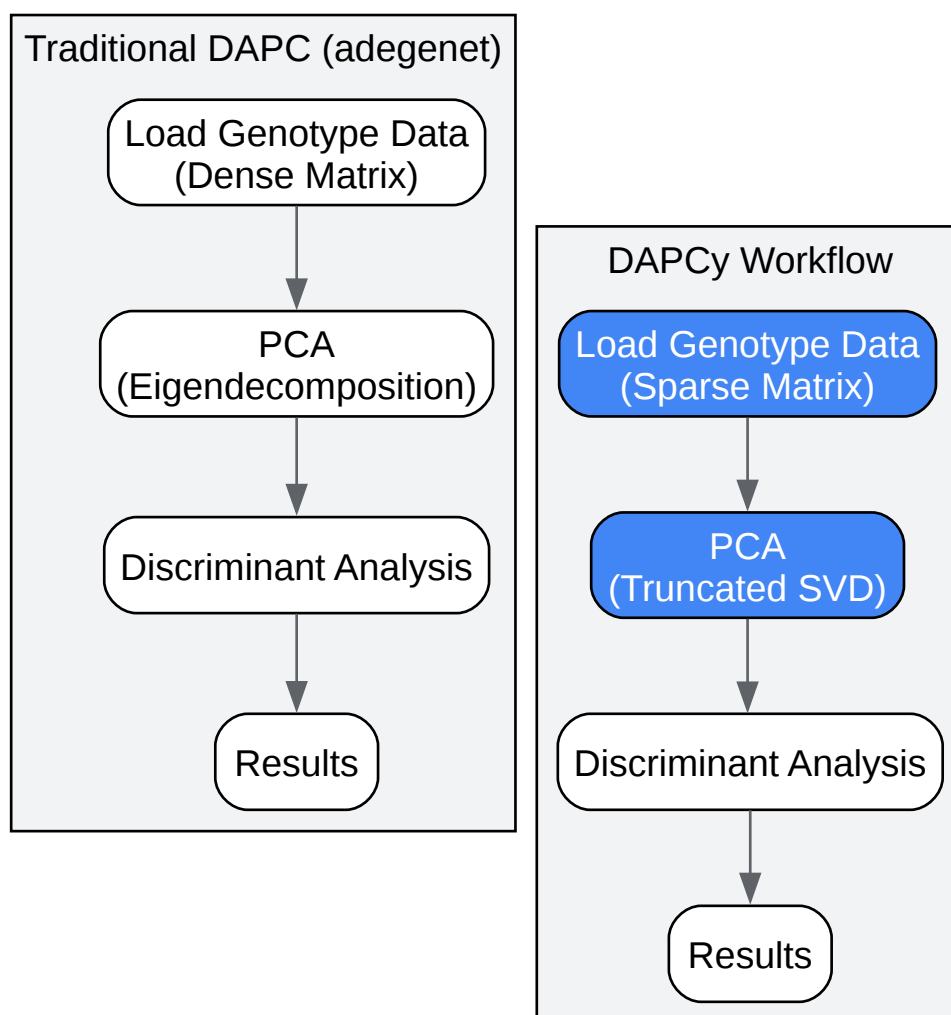 Traditional DAPC (adegenet)
Load Genotype Data
(Dense Matrix)
PCA
(Eigendecomposition)
Discriminant Analysis
Results
DAPCy Workflow
Load Genotype Data
(Sparse Matrix)
PCA
(Truncated SVD)
Discriminant Analysis
Results